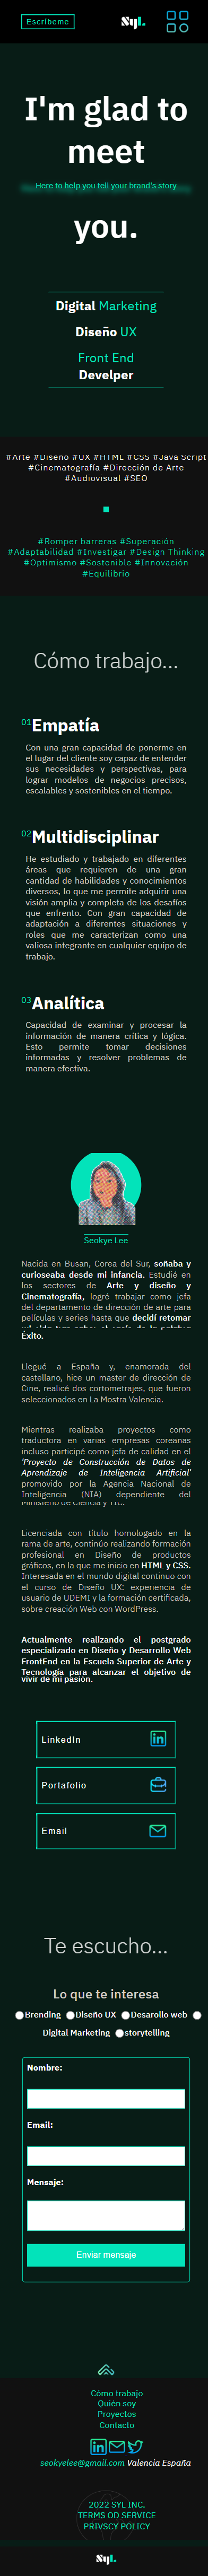 Escríbeme
SyL
I'm glad to
meet
Here to help you tell your brand's story
you.
Digital Marketing
Diseño UX
Front End
Develper
#Arte #Diseño #UX #HTML #CSS #Java Script
#Cinematografía #Dirección de Arte
#Audiovisual #SEO
#Romper barreras #Superación
#Adaptabilidad #Investigar #Design Thinking
#Optimismo #Sostenible #Innovación
#Equilibrio
Cómo trabajo...
01Empatía
Con una gran capacidad de ponerme en
el lugar del cliente soy capaz de entender
sus necesidades y perspectivas, para
lograr modelos de negocios precisos,
escalables y sostenibles en el tiempo.
02Multidisciplinar
He estudiado y trabajado en diferentes
áreas que requieren de una gran
cantidad de habilidades y conocimientos
diversos, lo que me permite adquirir una
visión amplia y completa de los desafíos
que enfrento. Con gran capacidad de
adaptación a diferentes situaciones y
roles que me caracterizan como una
valiosa integrante en cualquier equipo de
trabajo.
03Analítica
Capacidad de examinar y procesar la
información de manera crítica y lógica.
Esto permite tomar decisiones
informadas y resolver problemas de
manera efectiva.
Seokye Lee
Nacida en Busan, Corea del Sur, soñaba y
curioseaba desde mi infancia. Estudié en
los sectores de Arte y diseño y
Cinematografía, logré trabajar como jefa
del departamento de dirección de arte para
películas y series hasta que decidí retomar
Éxito.
Llegué a España y, enamorada del
castellano, hice un master de dirección de
Cine, realicé dos cortometrajes, que fueron
seleccionados en La Mostra Valencia.
Mientras realizaba proyectos como
traductora en varias empresas coreanas
incluso participé como jefa de calidad en el
'Proyecto de Construcción de Datos de
Aprendizaje de Inteligencia Artificial'
promovido por la Agencia Nacional de
Inteligencia (NIA) dependiente del
Ministerio de Ciencia y TIC.
Licenciada con título homologado en la
rama de arte, continúo realizando formación
profesional en Diseño de productos
gráficos, en la que me inicio en HTML y CSS.
Interesada en el mundo digital continuo con
el curso de Diseño UX: experiencia de
usuario de UDEMI y la formación certificada,
sobre creación Web con WordPress.
Actualmente realizando el postgrado
especializado en Diseño y Desarrollo Web
FrontEnd en la Escuela Superior de Arte y
Tecnología para alcanzar el objetivo de
vivir de mi pasión.
LinkedIn
Portafolio
Email
Te escucho...
Lo que te interesa
Brending Diseño UX Desarollo web
Digital Marketing storytelling
Nombre:
Email:
Mensaje:
Enviar mensaje
Cómo trabajo
Quién soy
Proyectos
Contacto
seokyelee@gmail.com Valencia España
2022 SYL INC.
TERMS OD SERVICE
PRIVSCY POLICY
SyL